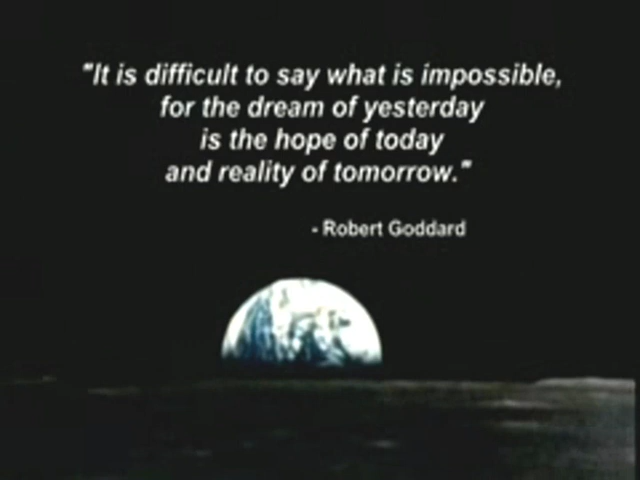 "It is difficult to say what is impossible,
for the dream of yesterday
is the hope of today
and reality of tomorrow."
- Robert Goddard